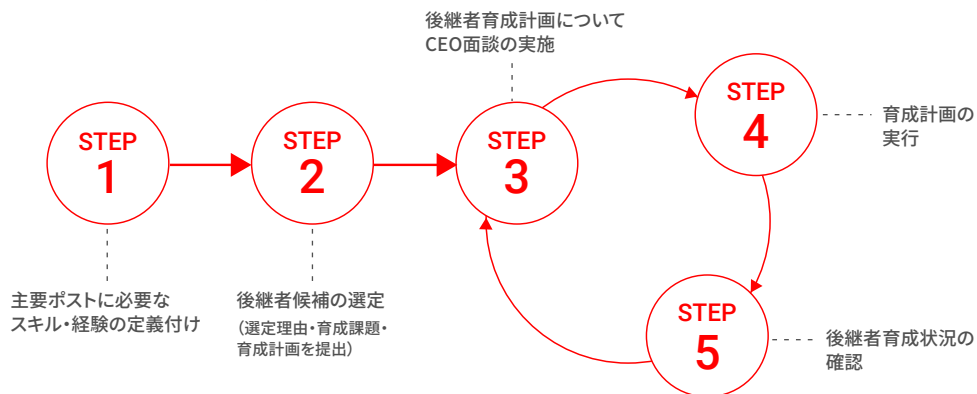 STEP
1
主要ポストに必要な
スキル・経験の定義付け
STEP
2
後継者候補の選定
（選定理由・育成課題・
育成計画を提出）
後継者育成計画について
CEO面談の実施
STEP
3
STEP
4
育成計画の
実行
STEP
5
後継者育成状況の
確認